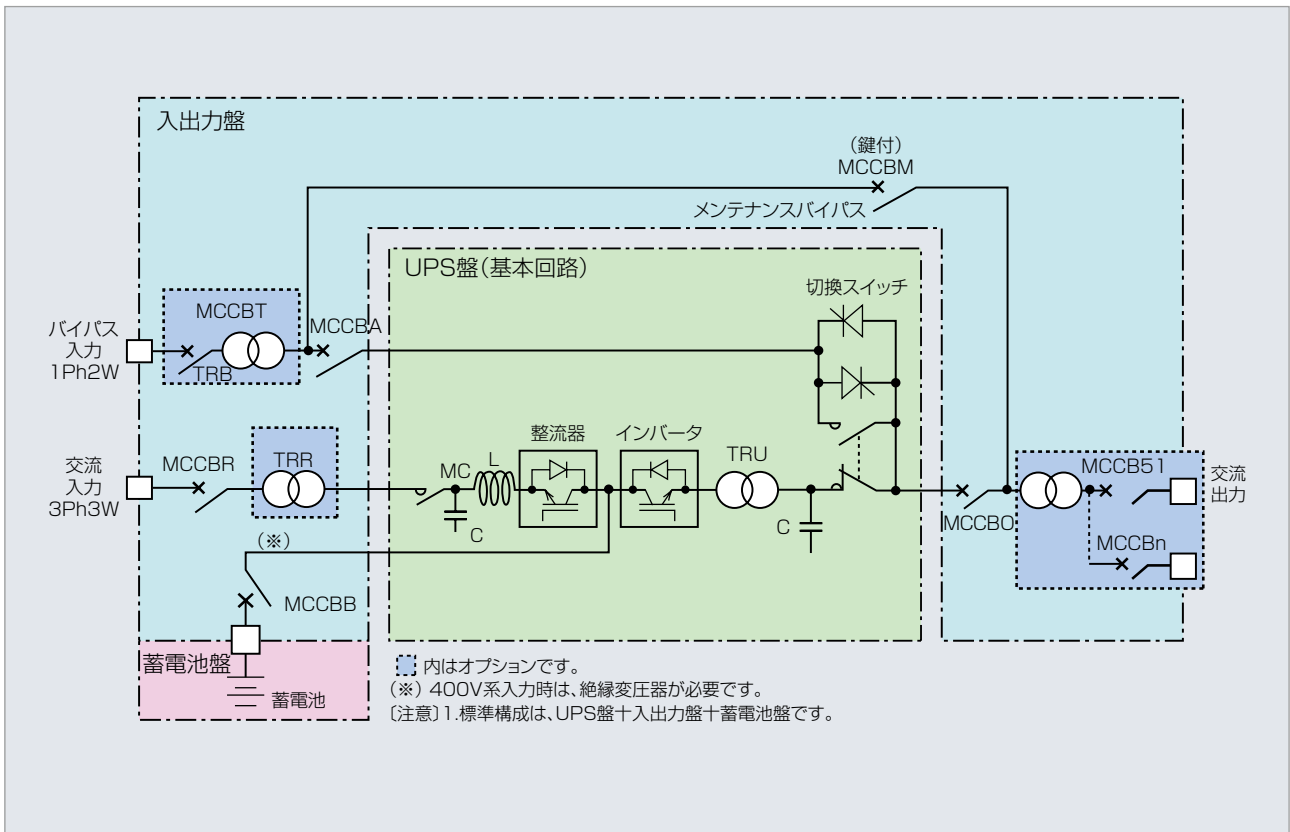 入出力盤
(鍵付)
MCCBM
メンテナンスバイパス
UPS盤(基本回路)
切換スイッチ
バイパス
入力
1Ph2W
MCCBT
TRB
MCCBA
交流
入力
3Ph3W
MCCBR
TRR
MC
L
C
整流器
インバータ
TRU
C
MCCBO
MCCB51
MCCBn
交流
出力
(※)
MCCBB
蓄電池盤
蓄電池
内はオプションです。
(※) 400V系入力時は、絶縁変圧器が必要です。
〔注意〕1.標準構成は、UPS盤+入出力盤+蓄電池盤です。